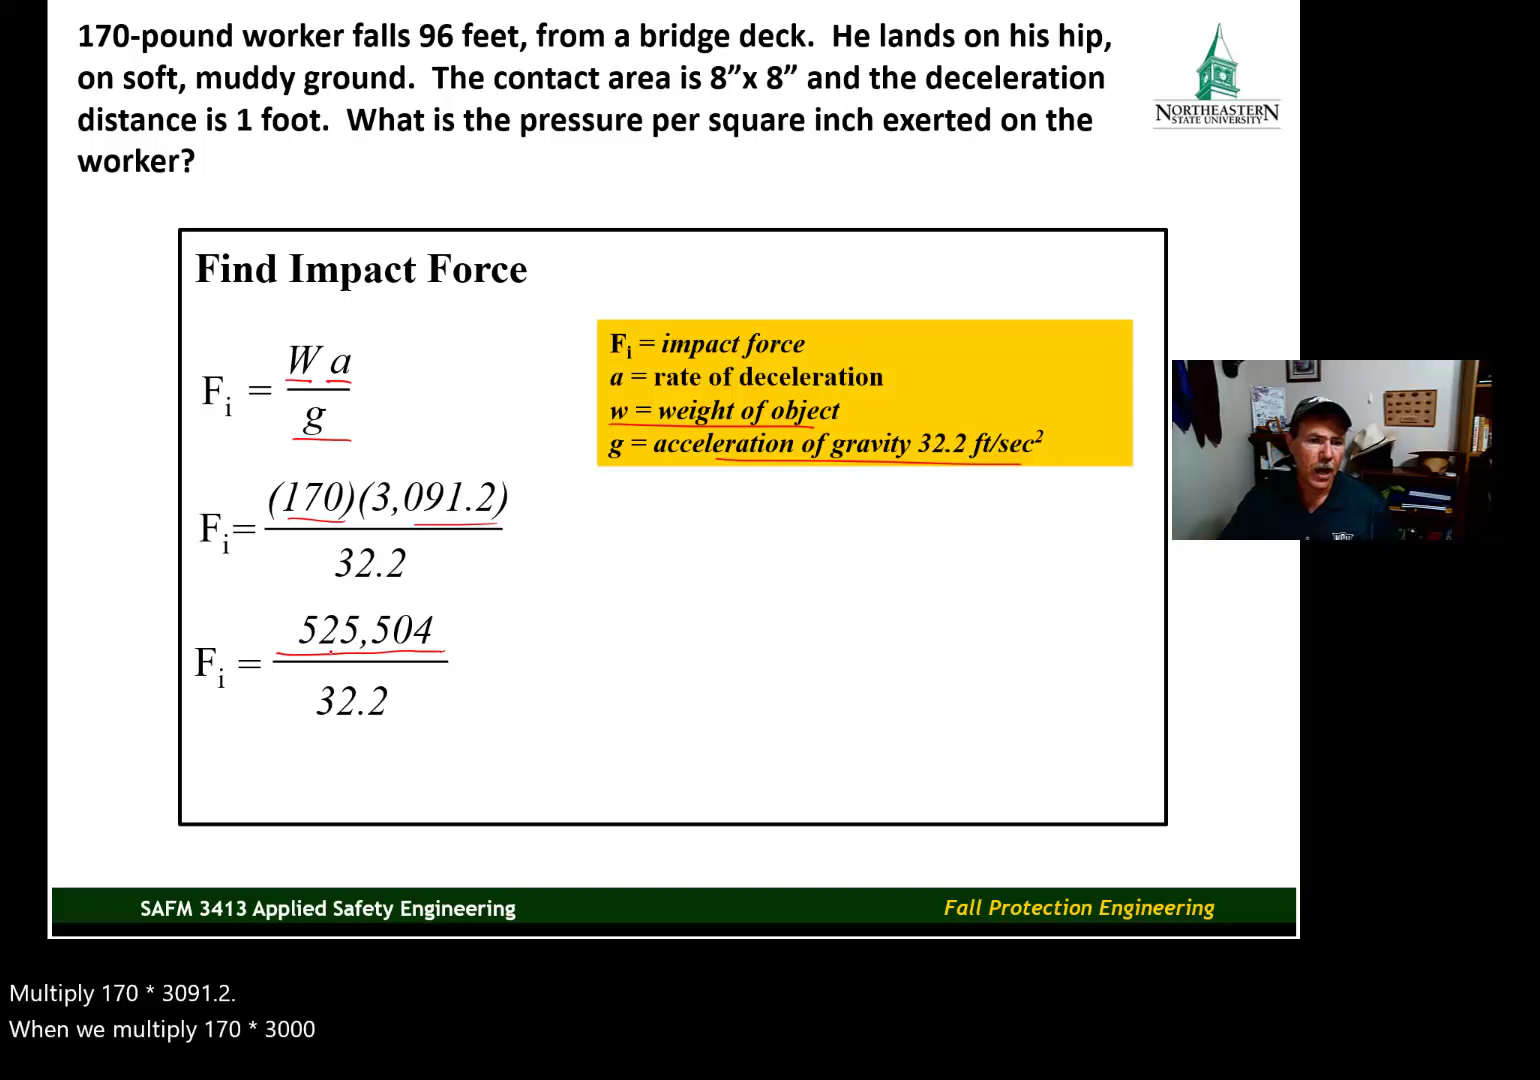 170-pound worker falls 96 feet, from a bridge deck.  He lands on his hip,
on soft, muddy ground.  The contact area is 8”x 8” and the deceleration
distance is 1 foot.  What is the pressure per square inch exerted on the
worker?
NORTHEASTERN
STATE UNIVERSITY
Find Impact Force
Fi = W a / g
Fi = impact force
a = rate of deceleration
w = weight of object
g = acceleration of gravity 32.2 ft/sec²
Fi= (170)(3,091.2) / 32.2
Fi = 525,504 / 32.2
SAFM 3413 Applied Safety Engineering
Fall Protection Engineering
Multiply 170 * 3091.2.
When we multiply 170 * 3000